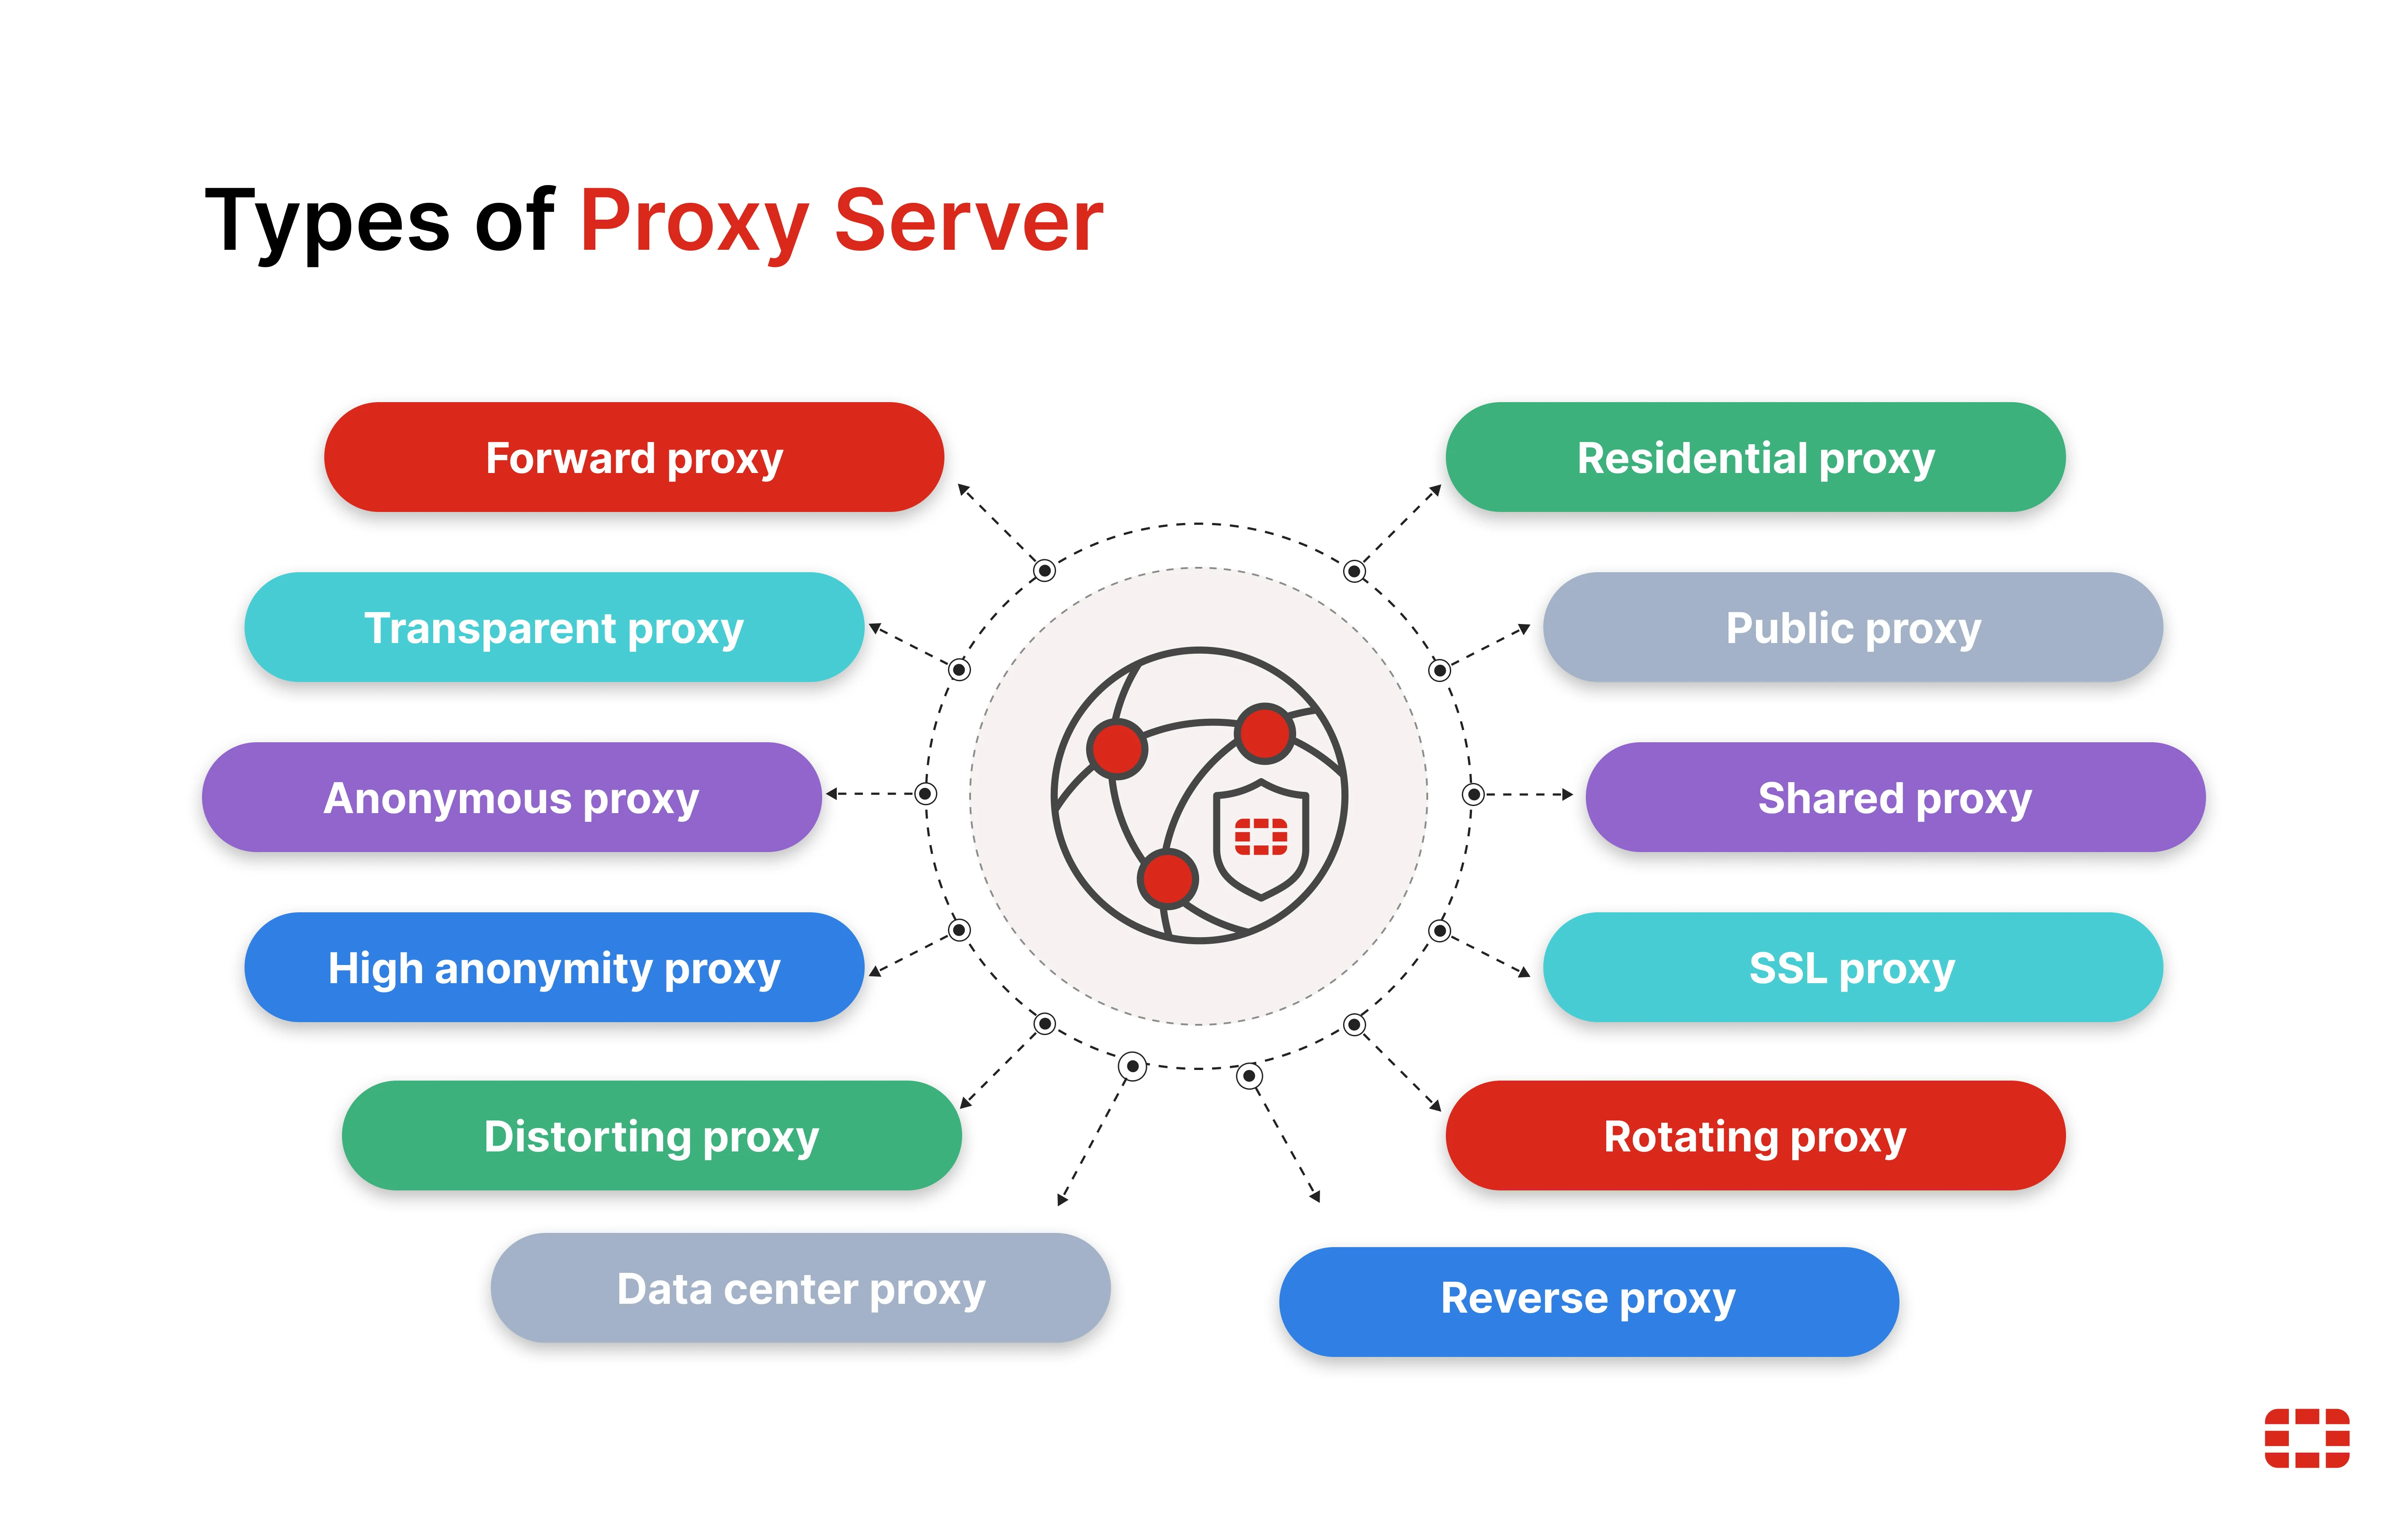 Types of Proxy Server
Forward proxy
Transparent proxy
Anonymous proxy
High anonymity proxy
Distorting proxy
Data center proxy
Residential proxy
Public proxy
Shared proxy
SSL proxy
Rotating proxy
Reverse proxy